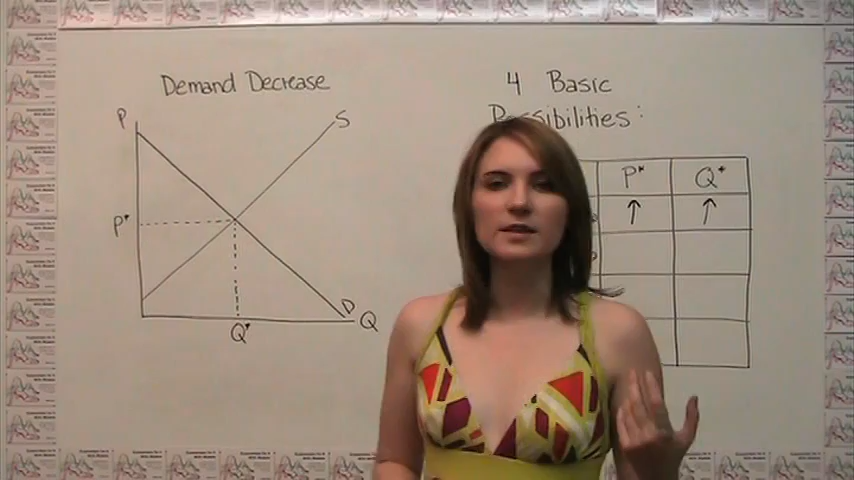 Demand Decrease
P
S
P*
D
Q
Q*
4 Basic
Possibilities:
P* Q*
↑ ↑